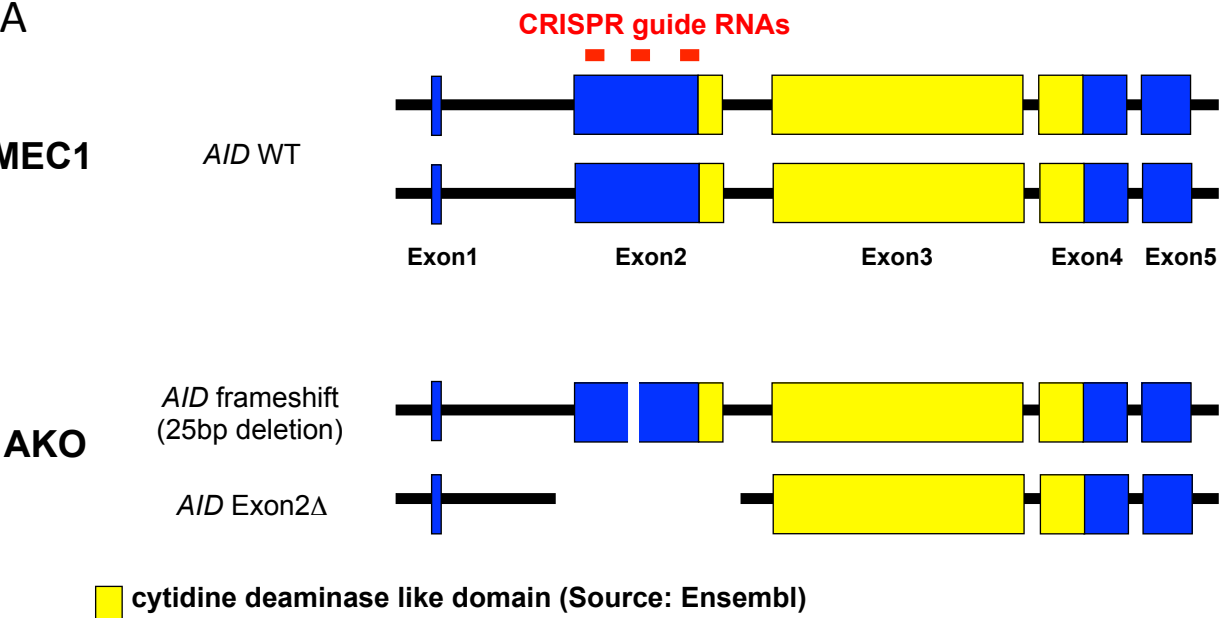 A
CRISPR guide RNAs
MEC1
AID WT
Exon1 Exon2 Exon3 Exon4 Exon5
AID frameshift
(25bp deletion)
AKO
AID Exon2Δ
cytidine deaminase like domain (Source: Ensembl)